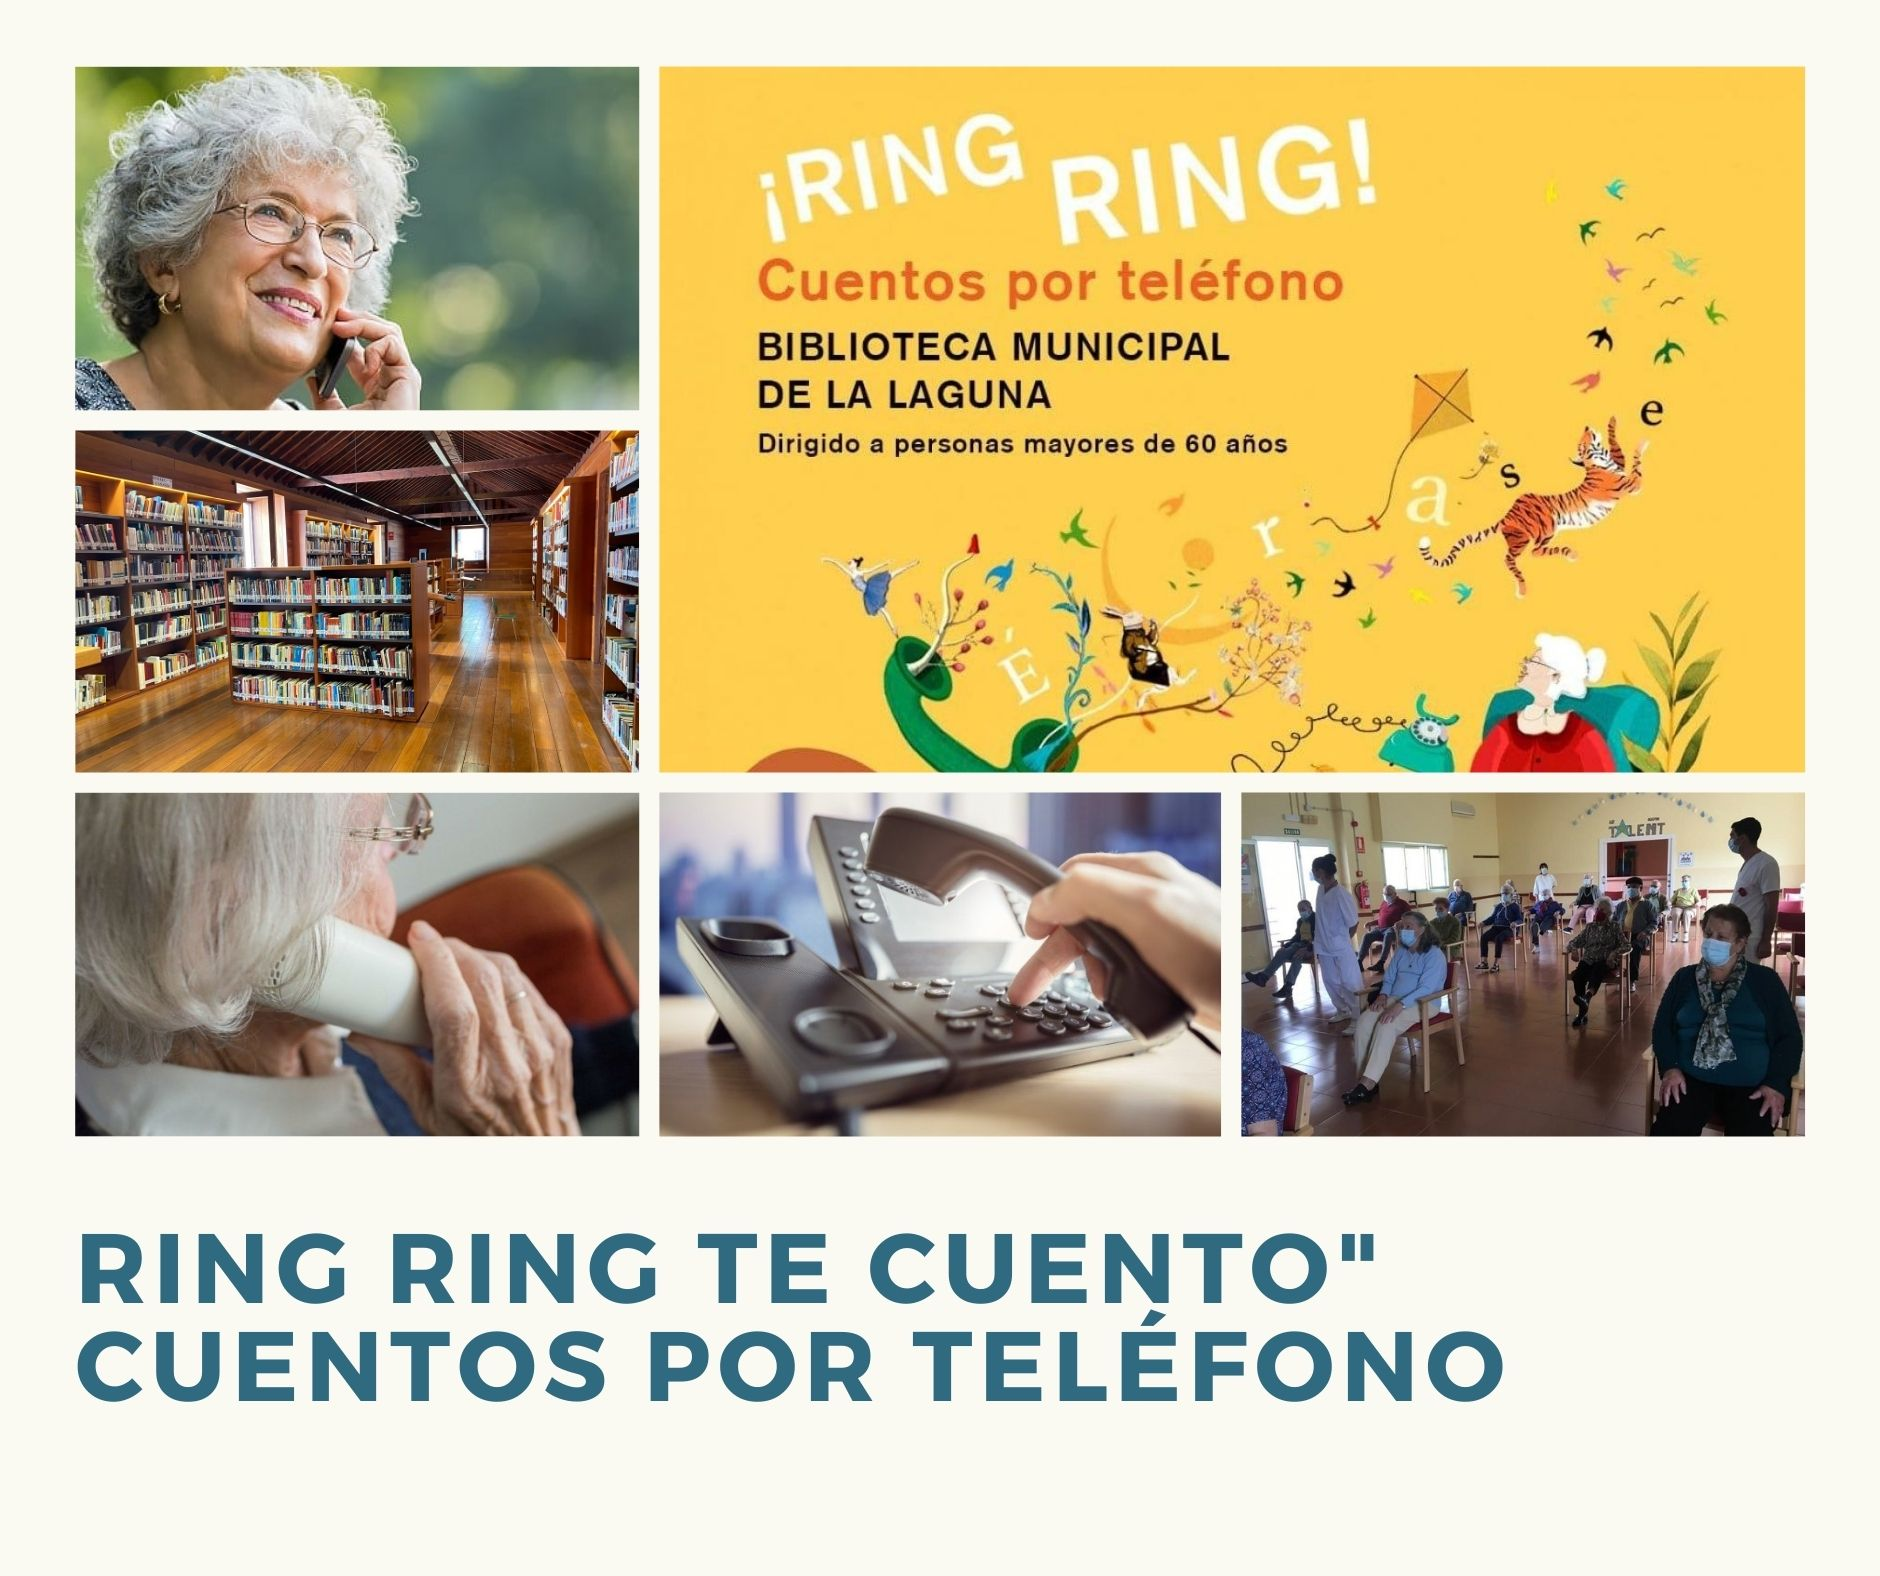 ¡RING RING!
Cuentos por teléfono
BIBLIOTECA MUNICIPAL
DE LA LAGUNA
Dirigido a personas mayores de 60 años
e
s
a
r
É
TALENT
SALIDA
RING RING TE CUENTO"
CUENTOS POR TELÉFONO